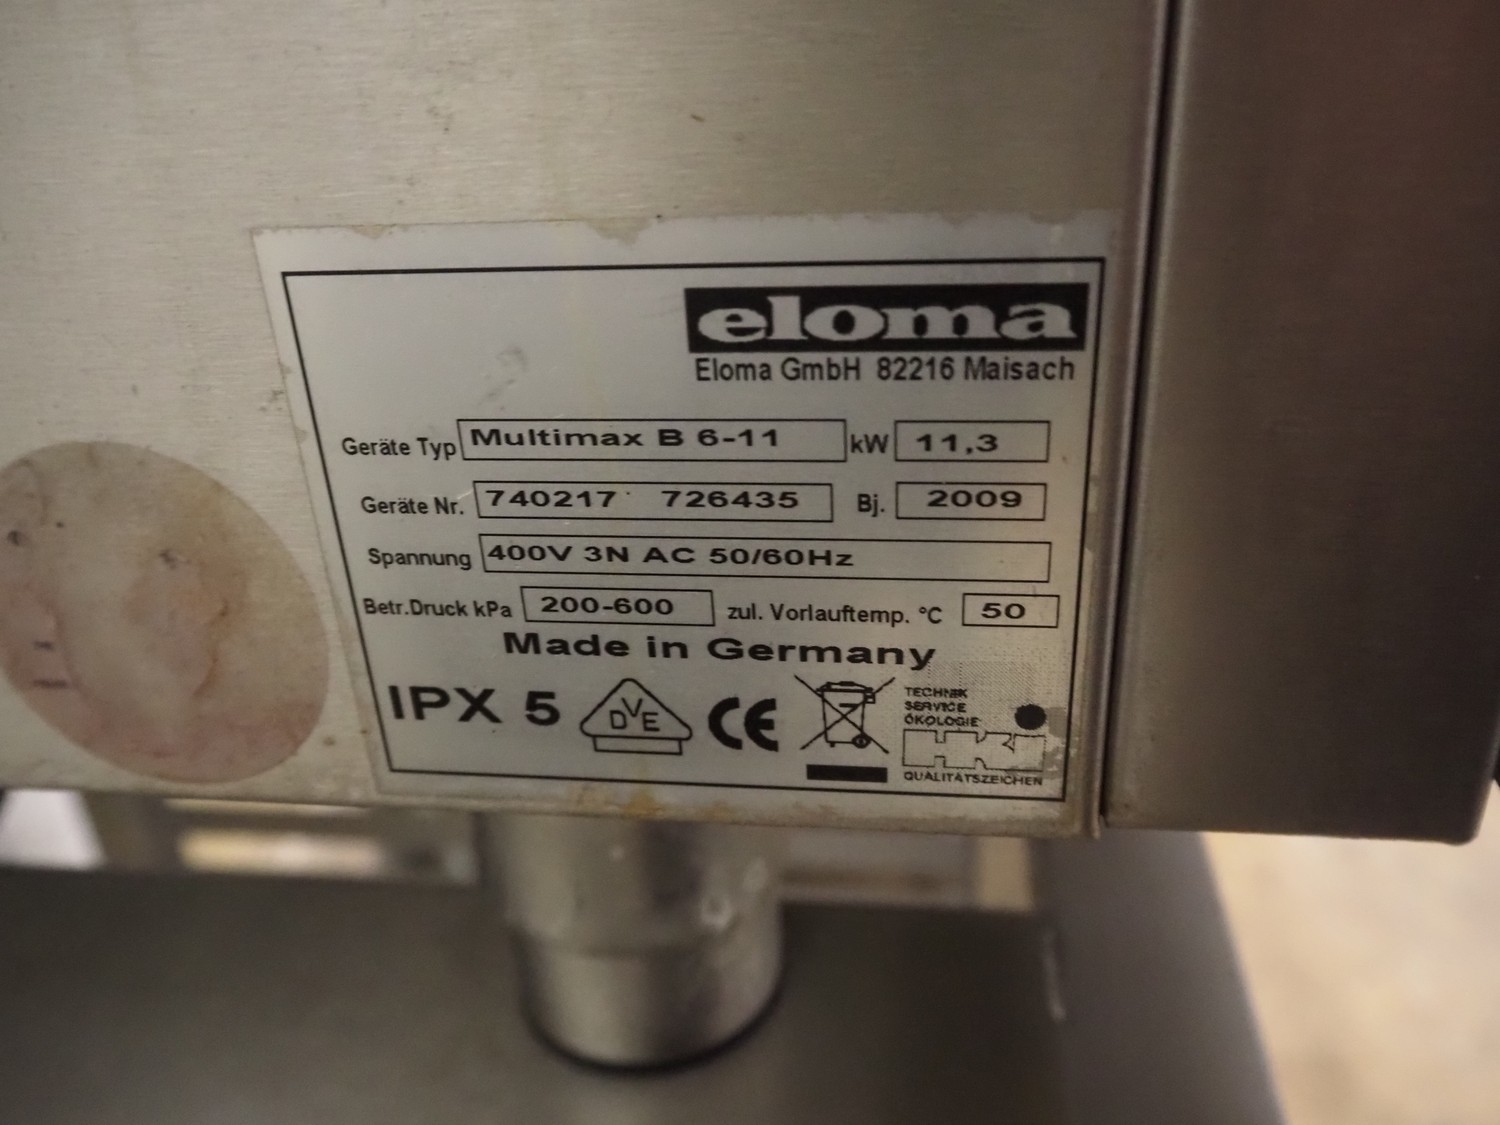 eloma
Eloma GmbH 82216 Maisach
Geräte Typ Multimax B 6-11 kW 11,3
Geräte Nr. 740217 726435 Bj. 2009
Spannung 400V 3N AC 50/60Hz
Betr.Druck kPa 200-600 zul. Vorlauftemp. °C 50
Made in Germany
IPX 5 DVE CE
TECHNIK
SERVICE
ÖKOLOGIE
HKI
QUALITÄTSZEICHEN